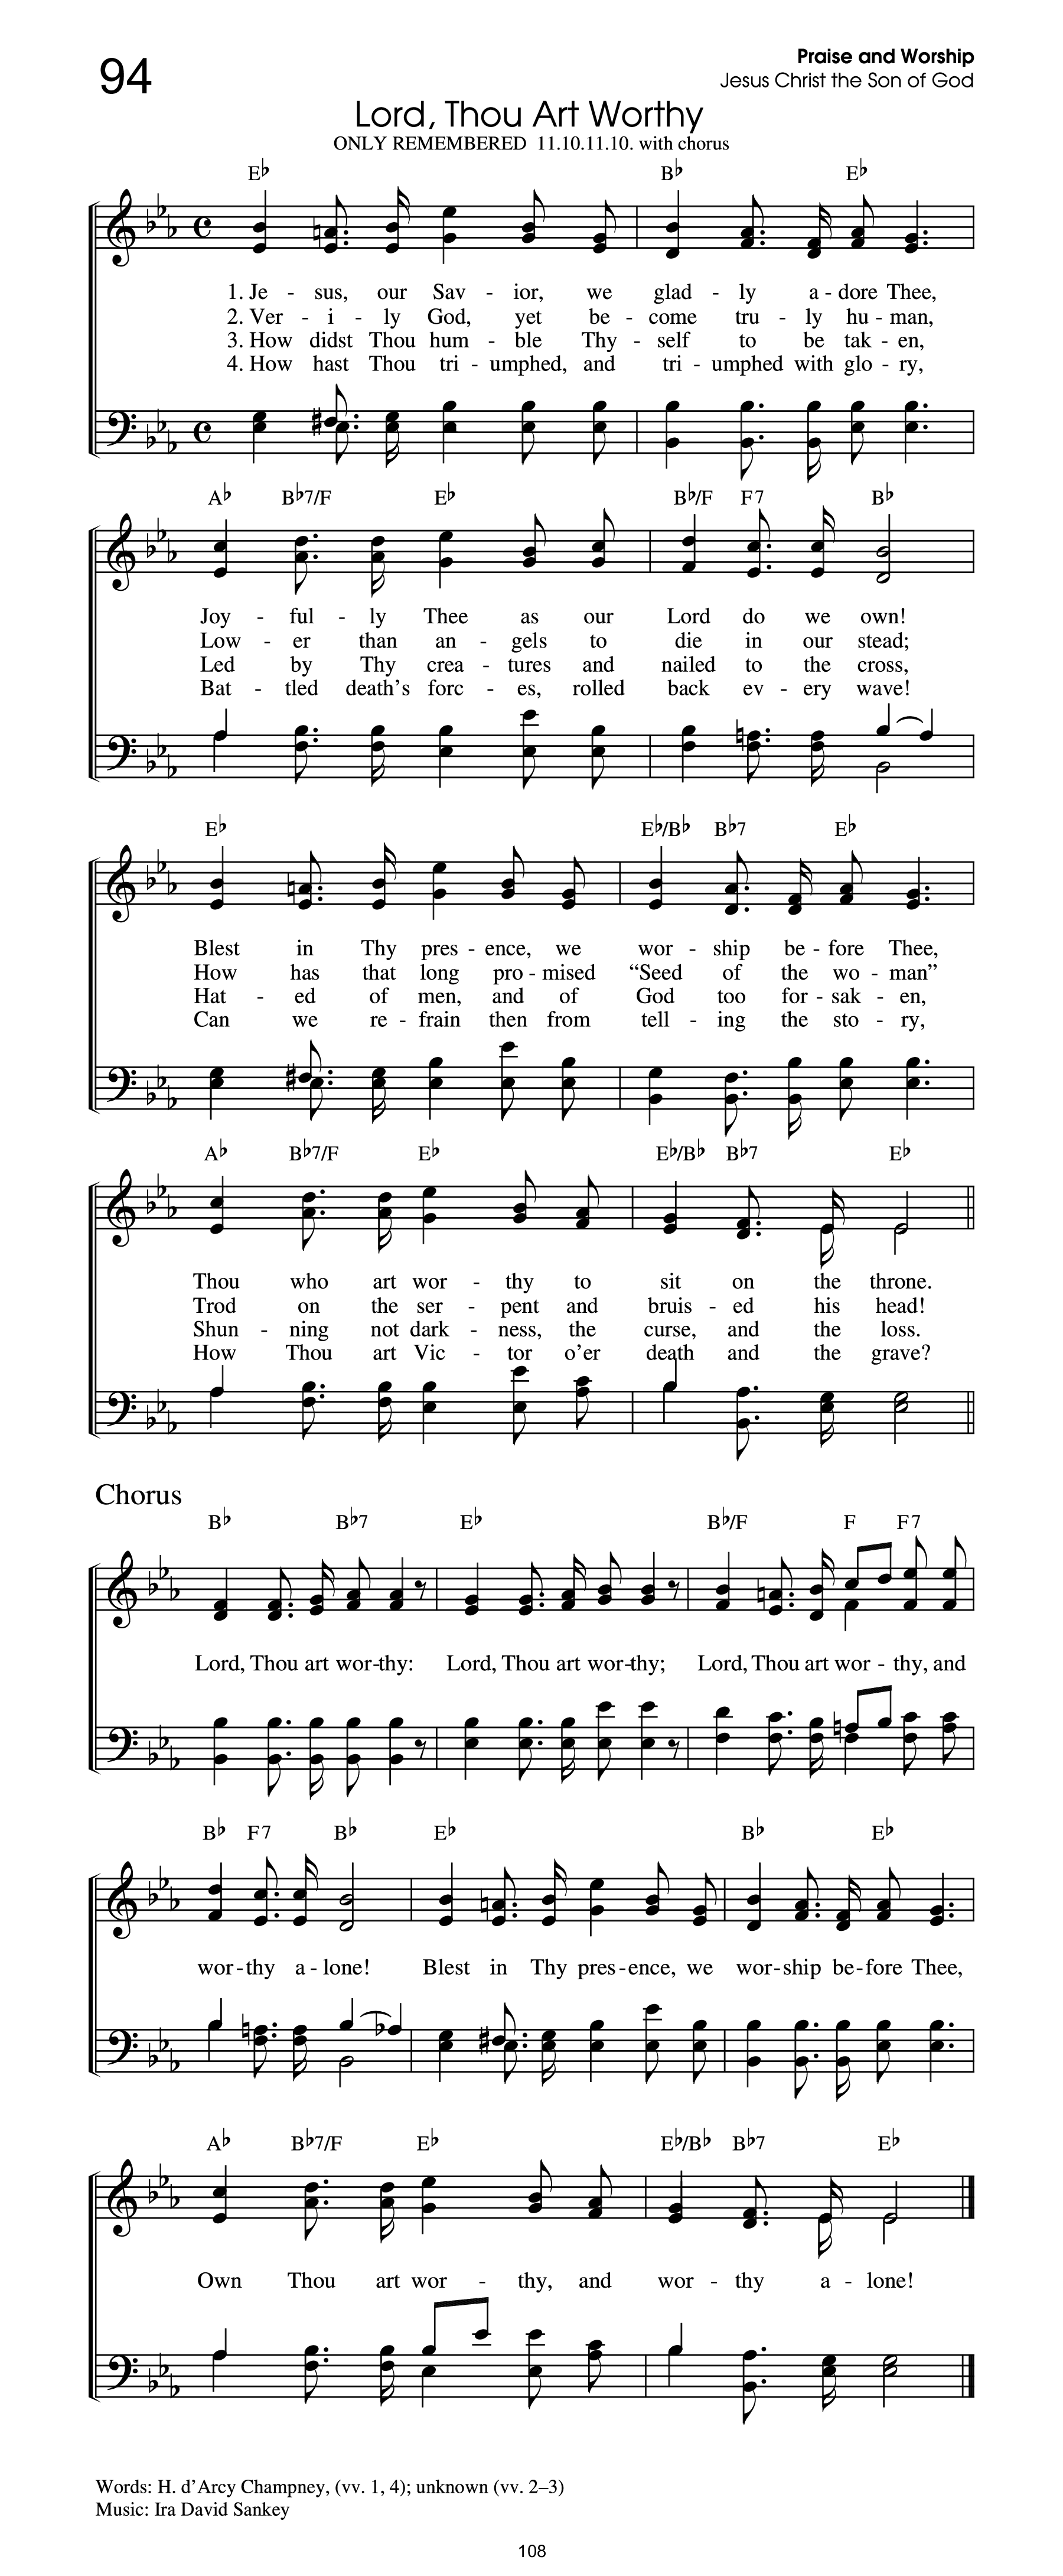 94
Praise and Worship
Jesus Christ the Son of God
Lord, Thou Art Worthy
ONLY REMEMBERED 11.10.11.10. with chorus
E♭ B♭ E♭
1. Je - sus, our Sav - ior, we glad - ly a - dore Thee,
2. Ver - i - ly God, yet be - come tru - ly hu - man,
3. How didst Thou hum - ble Thy - self to be tak - en,
4. How hast Thou tri - umphed, and tri - umphed with glo - ry,
A♭ B♭7/F E♭ B♭/F F7 B♭
Joy - ful - ly Thee as our Lord do we own!
Low - er than an - gels to die in our stead;
Led by Thy crea - tures and nailed to the cross,
Bat - tled death’s forc - es, rolled back ev - ery wave!
E♭ E♭/B♭ B♭7 E♭
Blest in Thy pres - ence, we wor - ship be - fore Thee,
How has that long pro - mised “Seed of the wo - man”
Hat - ed of men, and of God too for - sak - en,
Can we re - frain then from tell - ing the sto - ry,
A♭ B♭7/F E♭ E♭/B♭ B♭7 E♭
Thou who art wor - thy to sit on the throne.
Trod on the ser - pent and bruis - ed his head!
Shun - ning not dark - ness, the curse, and the loss.
How Thou art Vic - tor o’er death and the grave?
Chorus
B♭ B♭7 E♭ B♭/F F F7
Lord, Thou art wor - thy: Lord, Thou art wor - thy; Lord, Thou art wor - thy, and
B♭ F7 B♭ E♭ B♭ E♭
wor - thy a - lone! Blest in Thy pres - ence, we wor - ship be - fore Thee,
A♭ B♭7/F E♭ E♭/B♭ B♭7 E♭
Own Thou art wor - thy, and wor - thy a - lone!
Words: H. d’Arcy Champney, (vv. 1, 4); unknown (vv. 2–3)
Music: Ira David Sankey
108